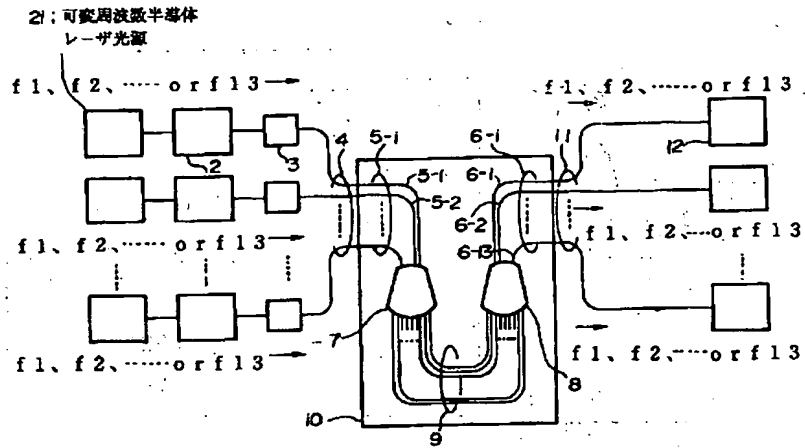 21；可変周波数半導体
レーザ光源
f1、f2、……orf13
f1、f2、……orf13
2
3
4
5-1
5-1
5-2
6-1
6-1
6-2
6-13
11
12
f1、f2、……orf13
f1、f2、……orf13
7
8
f1、f2、……orf13
f1、f2、……orf13
10
9